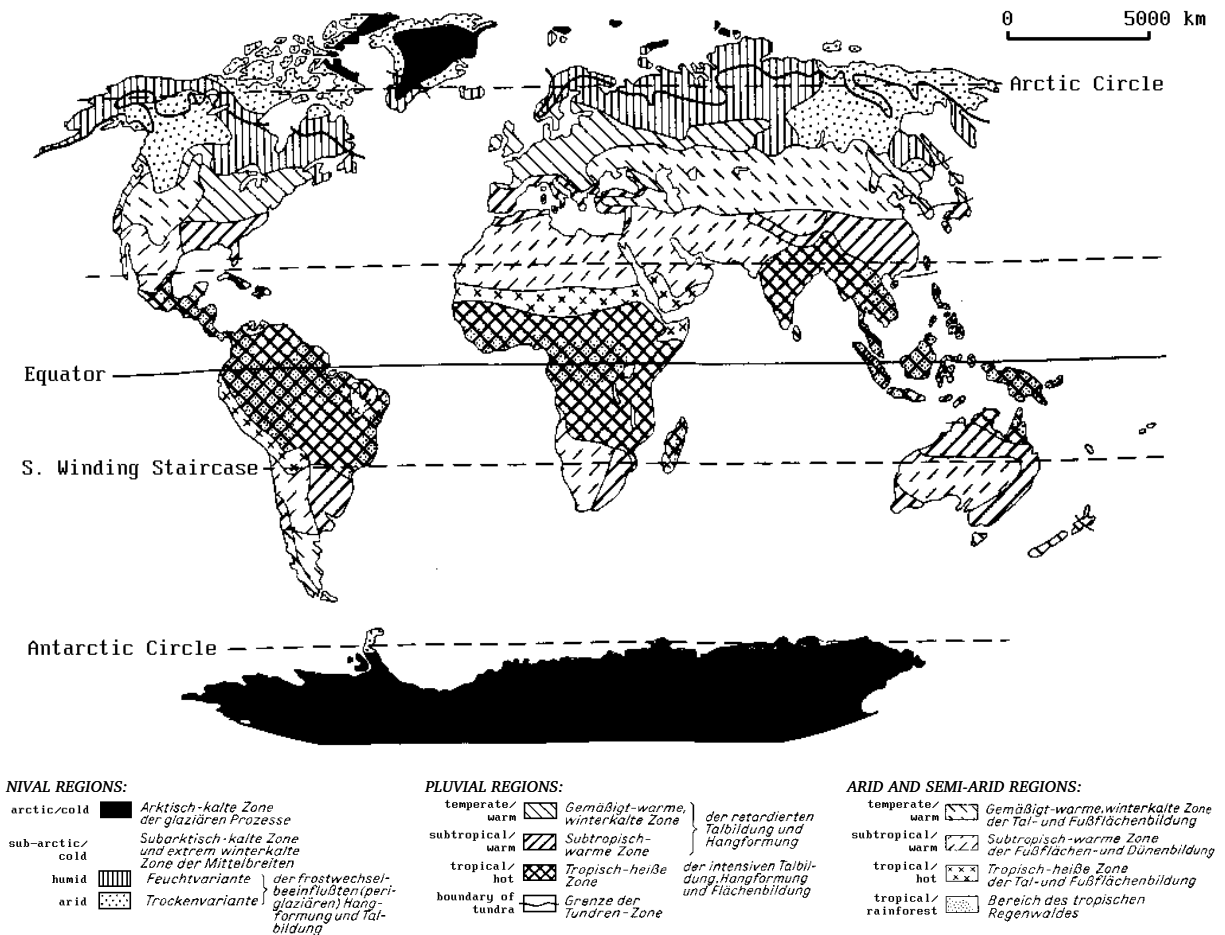 0 5000 km
Arctic Circle
Equator
S. Winding Staircase
Antarctic Circle
NIVAL REGIONS:
arctic/cold
Arktisch-kalte Zone
der glaziären Prozesse
sub-arctic/
cold
Subarktisch-kalte Zone
und extrem winterkalte
Zone der Mittelbreiten
humid
Feuchtvariante
arid
Trockenvariante
der frostwechsel-
beeinflußten (peri-
glaziären) Hang-
formung und Tal-
bildung
PLUVIAL REGIONS:
temperate/
warm
Gemäßigt-warme,
winterkalte Zone
subtropical/
warm
Subtropisch-
warme Zone
der retardierten
Talbildung und
Hangformung
tropical/
hot
Tropisch-heiße
Zone
der intensiven Talbil-
dung, Hangformung
und Flächenbildung
boundary of
tundra
Grenze der
Tundren-Zone
ARID AND SEMI-ARID REGIONS:
temperate/
warm
Gemäßigt-warme, winterkalte Zone
der Tal- und Fußflächenbildung
subtropical/
warm
Subtropisch-warme Zone
der Fußflächen- und Dünenbildung
tropical/
hot
Tropisch-heiße Zone
der Tal- und Fußflächenbildung
tropical/
rainforest
Bereich des tropischen
Regenwaldes